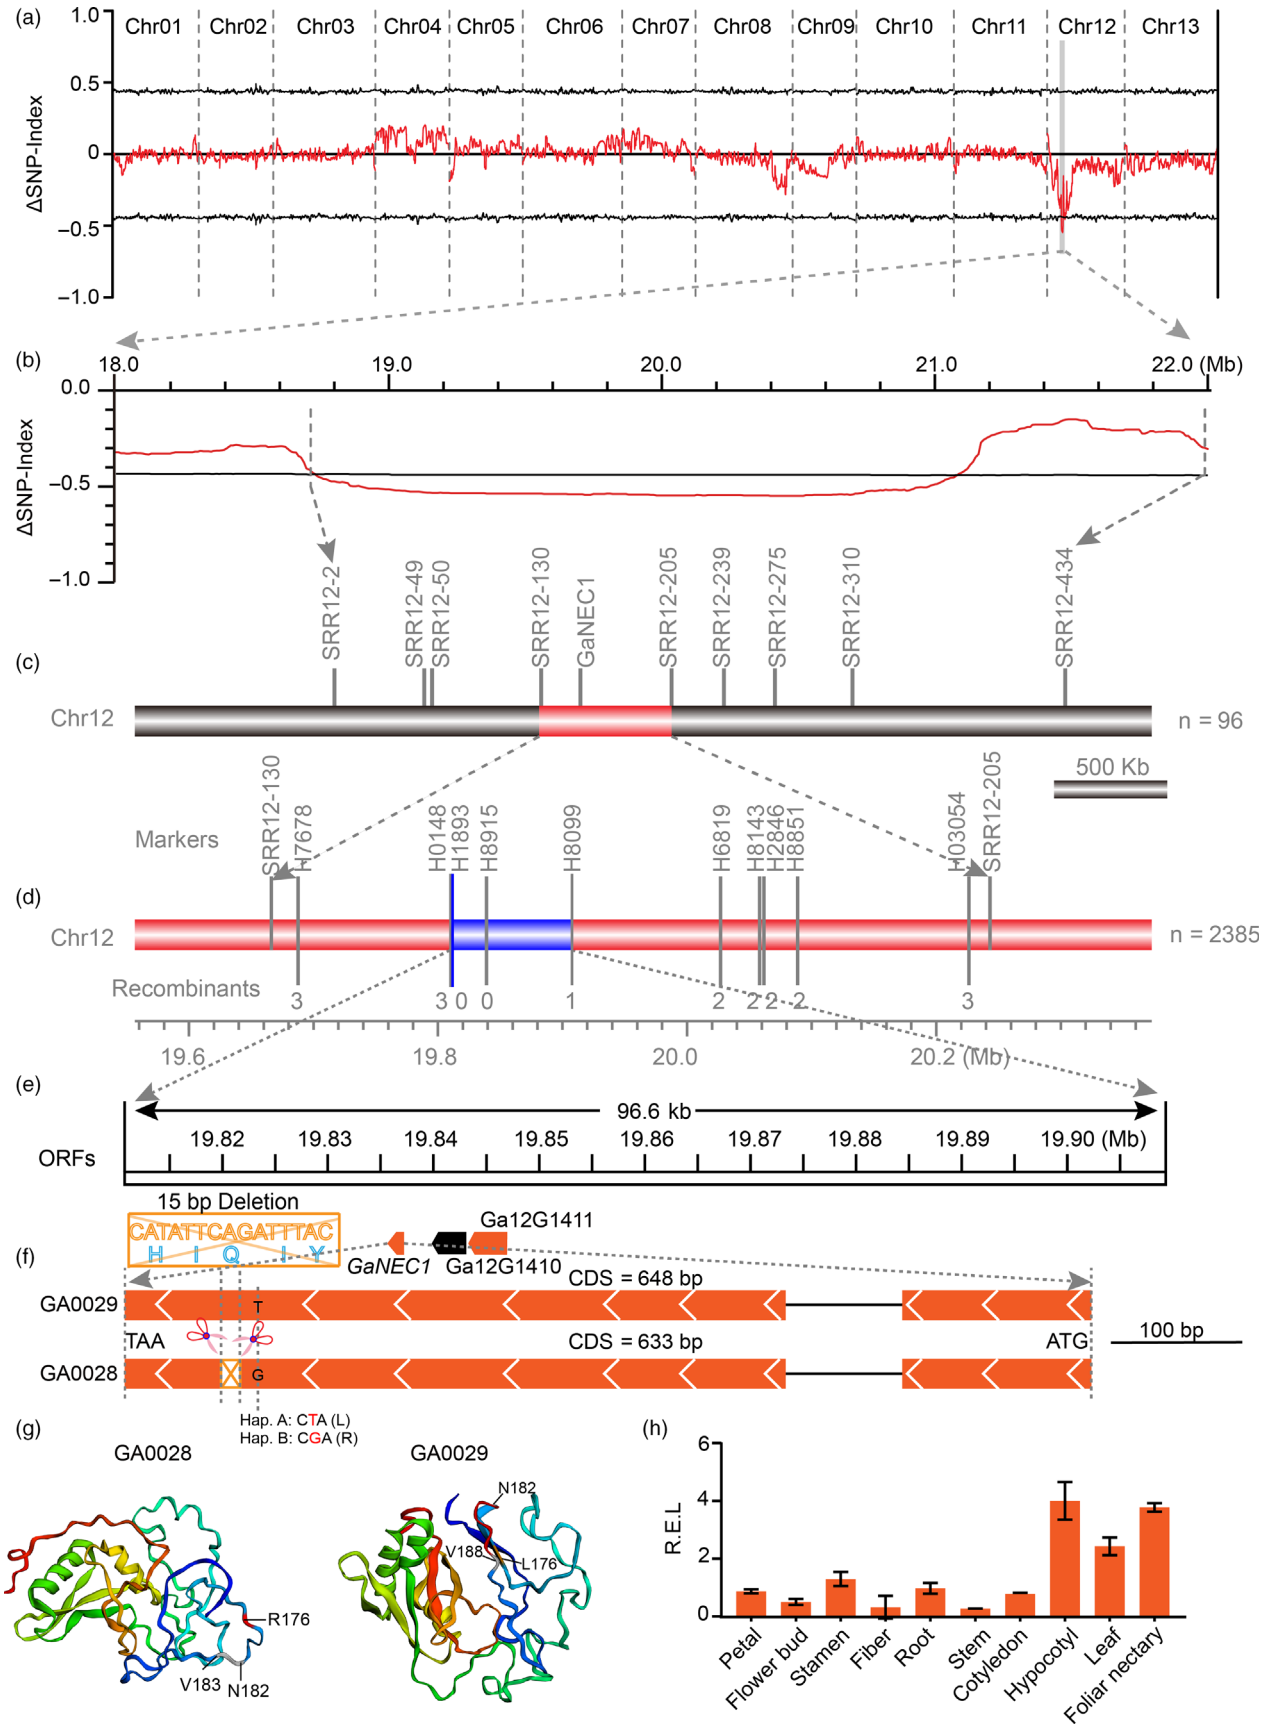 (a)
1.0
0.5
0
−0.5
−1.0
ΔSNP-Index
Chr01 Chr02 Chr03 Chr04 Chr05 Chr06 Chr07 Chr08 Chr09 Chr10 Chr11 Chr12 Chr13
(b)
18.0 19.0 20.0 21.0 22.0 (Mb)
0.0
−0.5
−1.0
ΔSNP-Index
SRR12-2 SRR12-49 SRR12-50 SRR12-130 GaNEC1 SRR12-205 SRR12-239 SRR12-275 SRR12-310 SRR12-434
(c)
Chr12
n = 96
500 Kb
Markers
SRR12-130 H7678 H0148 H1893 H8915 H8099 H6819 H8143 H2846 H8851 H03054 SRR12-205
(d)
Chr12
n = 2385
Recombinants
3 3 0 0 1 2 2 2 2 3
19.6 19.8 20.0 20.2 (Mb)
(e)
96.6 kb
19.82 19.83 19.84 19.85 19.86 19.87 19.88 19.89 19.90 (Mb)
ORFs
15 bp Deletion
CATATTCAGATTTAC
H I Q I Y
Ga12G1411
GaNEC1 Ga12G1410
(f)
CDS = 648 bp
GA0029
T
TAA
CDS = 633 bp
ATG
100 bp
GA0028
G
Hap. A: CTA (L)
Hap. B: CGA (R)
(g)
GA0028
GA0029
R176
V183
N182
N182
V188
L176
(h)
6
4
2
0
R.E.L
Petal
Flower bud
Stamen
Fiber
Root
Stem
Cotyledon
Hypocotyl
Leaf
Foliar nectary